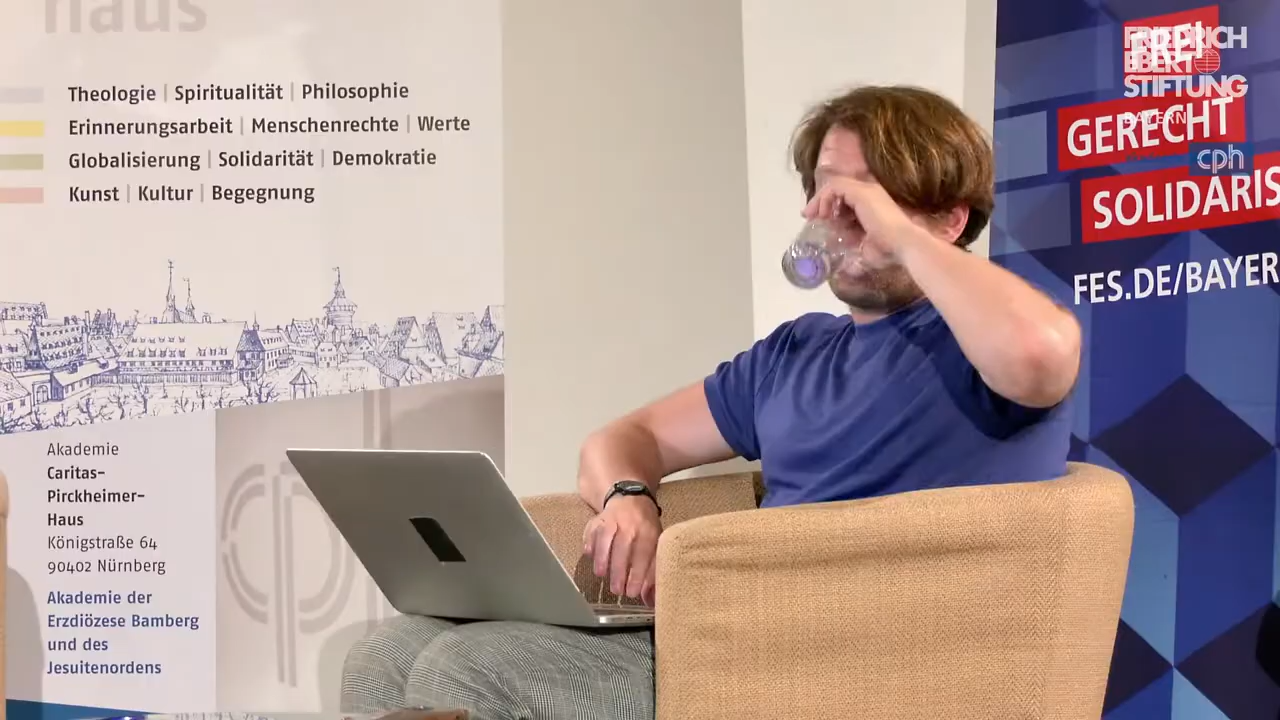 haus
Theologie | Spiritualität | Philosophie
Erinnerungsarbeit | Menschenrechte | Werte
Globalisierung | Solidarität | Demokratie
Kunst | Kultur | Begegnung
Akademie
Caritas-
Pirckheimer-
Haus
Königstraße 64
90402 Nürnberg
Akademie der
Erzdiözese Bamberg
und des
Jesuitenordens
cph
FREI
GERECHT
SOLIDARIS
FES.DE/BAYER
FRIEDRICH
EBERT
STIFTUNG
BAYERN
cph